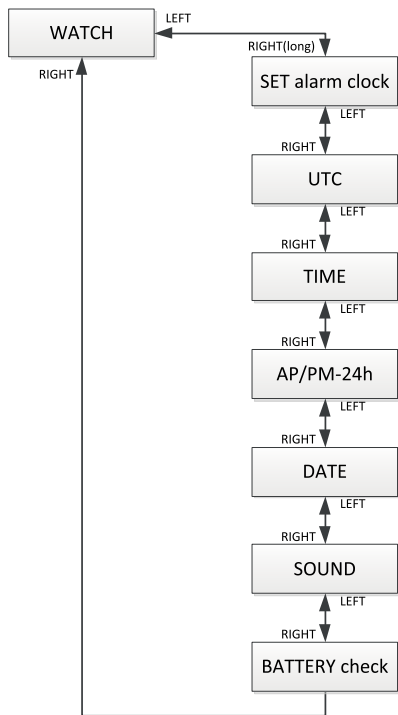 LEFT
WATCH
RIGHT(long)
RIGHT
SET alarm clock
LEFT
RIGHT
UTC
LEFT
RIGHT
TIME
LEFT
RIGHT
AP/PM-24h
LEFT
RIGHT
DATE
LEFT
RIGHT
SOUND
LEFT
RIGHT
BATTERY check